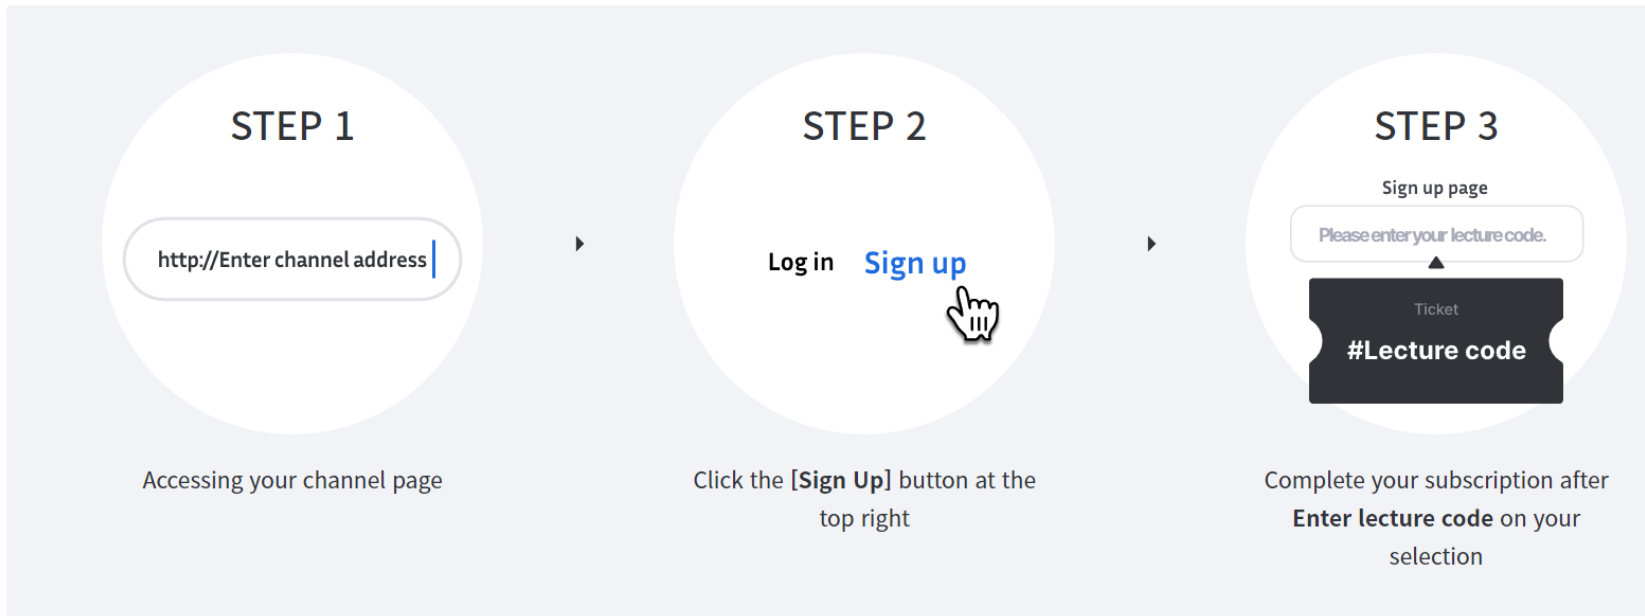 STEP 1
http://Enter channel address
Accessing your channel page
STEP 2
Log in Sign up
Click the [Sign Up] button at the
top right
STEP 3
Sign up page
Please enter your lecture code.
Ticket
#Lecture code
Complete your subscription after
Enter lecture code on your
selection